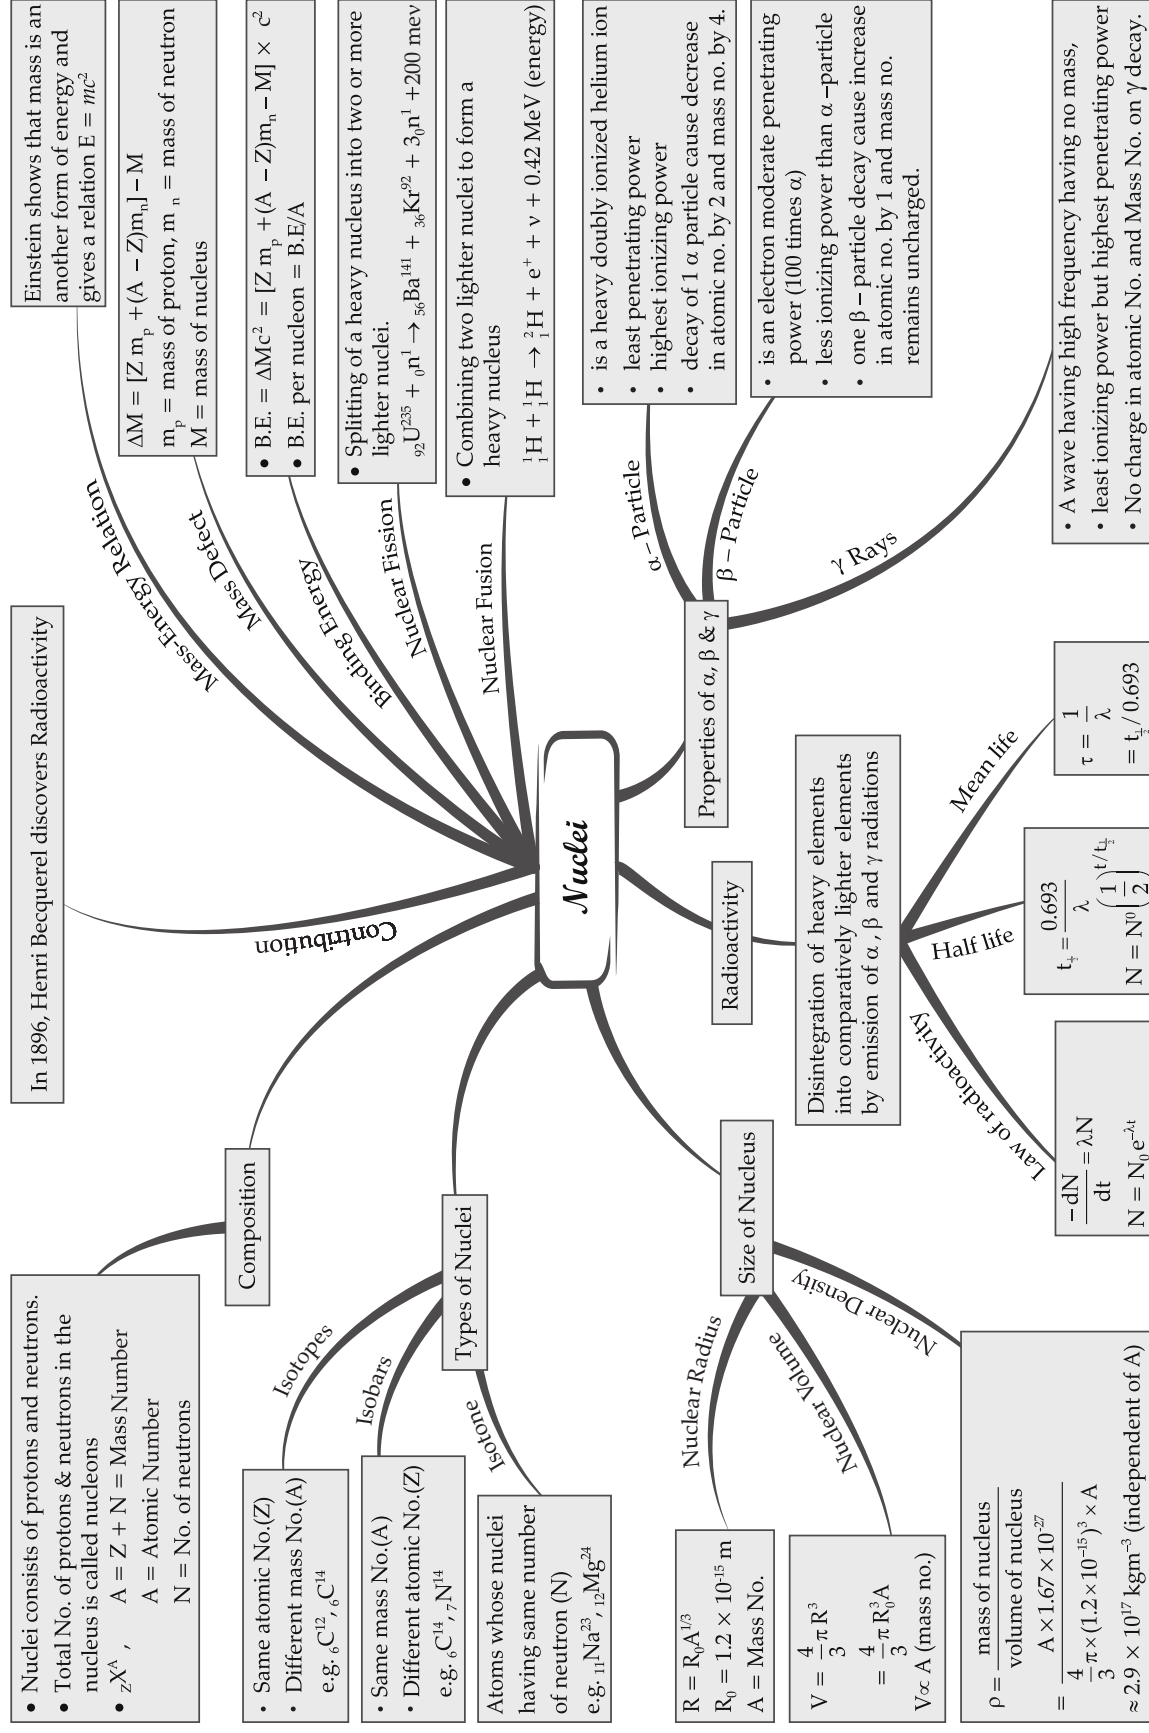 Nuclei
Contribution
In 1896, Henri Becquerel discovers Radioactivity
Mass-Energy Relation
Einstein shows that mass is an
another form of energy and
gives a relation E = mc²
Mass Defect
ΔM = [Z mₚ + (A − Z)mₙ] − M
mₚ = mass of proton, m ₙ = mass of neutron
M = mass of nucleus
Binding Energy
• B.E. = ΔMc² = [Z mₚ + (A − Z)mₙ − M] × c²
• B.E. per nucleon = B.E/A
Nuclear Fission
• Splitting of a heavy nucleus into two or more
lighter nuclei.
₉₂U²³⁵ + ₀n¹ → ₅₆Ba¹⁴¹ + ₃₆Kr⁹² + 3₀n¹ +200 mev
Nuclear Fusion
• Combining two lighter nuclei to form a
heavy nucleus
¹₁H + ¹₁H → ²₁H + e⁺ + ν + 0.42 MeV (energy)
Properties of α, β & γ
α – Particle
• is a heavy doubly ionized helium ion
• least penetrating power
• highest ionizing power
• decay of 1 α particle cause decrease
in atomic no. by 2 and mass no. by 4.
β – Particle
• is an electron moderate penetrating
power (100 times α)
• less ionizing power than α –particle
• one β – particle decay cause increase
in atomic no. by 1 and mass no.
remains uncharged.
γ Rays
• A wave having high frequency having no mass,
• least ionizing power but highest penetrating power
• No charge in atomic No. and Mass No. on γ decay.
Radioactivity
Disintegration of heavy elements
into comparatively lighter elements
by emission of α, β and γ radiations
Mean life
τ = 1/λ
= t½ / 0.693
Half life
t½ = 0.693/λ
N = N⁰ (1/2)^(t/t½)
Law of radioactivity
−dN/dt = λN
N = N₀ e^(−λt)
Size of Nucleus
Nuclear Radius
R = R₀A^(1/3)
R₀ = 1.2 × 10⁻¹⁵ m
A = Mass No.
Nuclear Volume
V = 4/3 π R³
= 4/3 π R₀³ A
V ∝ A (mass no.)
Nuclear Density
ρ = mass of nucleus / volume of nucleus
= A × 1.67 × 10⁻²⁷ / 4/3 π × (1.2 × 10⁻¹⁵)³ × A
≈ 2.9 × 10¹⁷ kgm⁻³ (independent of A)
Types of Nuclei
Isotopes
• Same atomic No.(Z)
• Different mass No.(A)
e.g. ₆C¹², ₆C¹⁴
Isobars
• Same mass No.(A)
• Different atomic No.(Z)
e.g. ₆C¹⁴, ₇N¹⁴
Isotone
Atoms whose nuclei
having same number
of neutron (N)
e.g. ₁₁Na²³, ₁₂Mg²⁴
Composition
• Nuclei consists of protons and neutrons.
• Total No. of protons & neutrons in the
nucleus is called nucleons
• zXᴬ, A = Z + N = Mass Number
A = Atomic Number
N = No. of neutrons